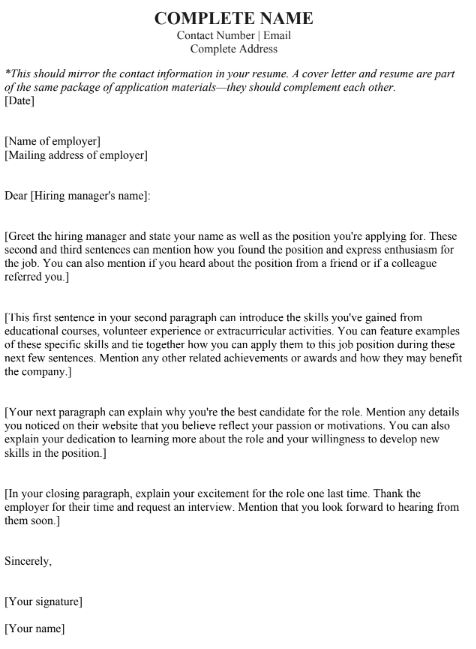 COMPLETE NAME
Contact Number | Email
Complete Address
*This should mirror the contact information in your resume. A cover letter and resume are part
of the same package of application materials—they should complement each other.
[Date]
[Name of employer]
[Mailing address of employer]
Dear [Hiring manager's name]:
[Greet the hiring manager and state your name as well as the position you're applying for. These
second and third sentences can mention how you found the position and express enthusiasm for
the job. You can also mention if you heard about the position from a friend or if a colleague
referred you.]
[This first sentence in your second paragraph can introduce the skills you've gained from
educational courses, volunteer experience or extracurricular activities. You can feature examples
of these specific skills and tie together how you can apply them to this job position during these
next few sentences. Mention any other related achievements or awards and how they may benefit
the company.]
[Your next paragraph can explain why you're the best candidate for the role. Mention any details
you noticed on their website that you believe reflect your passion or motivations. You can also
explain your dedication to learning more about the role and your willingness to develop new
skills in the position.]
[In your closing paragraph, explain your excitement for the role one last time. Thank the
employer for their time and request an interview. Mention that you look forward to hearing from
them soon.]
Sincerely,
[Your signature]
[Your name]